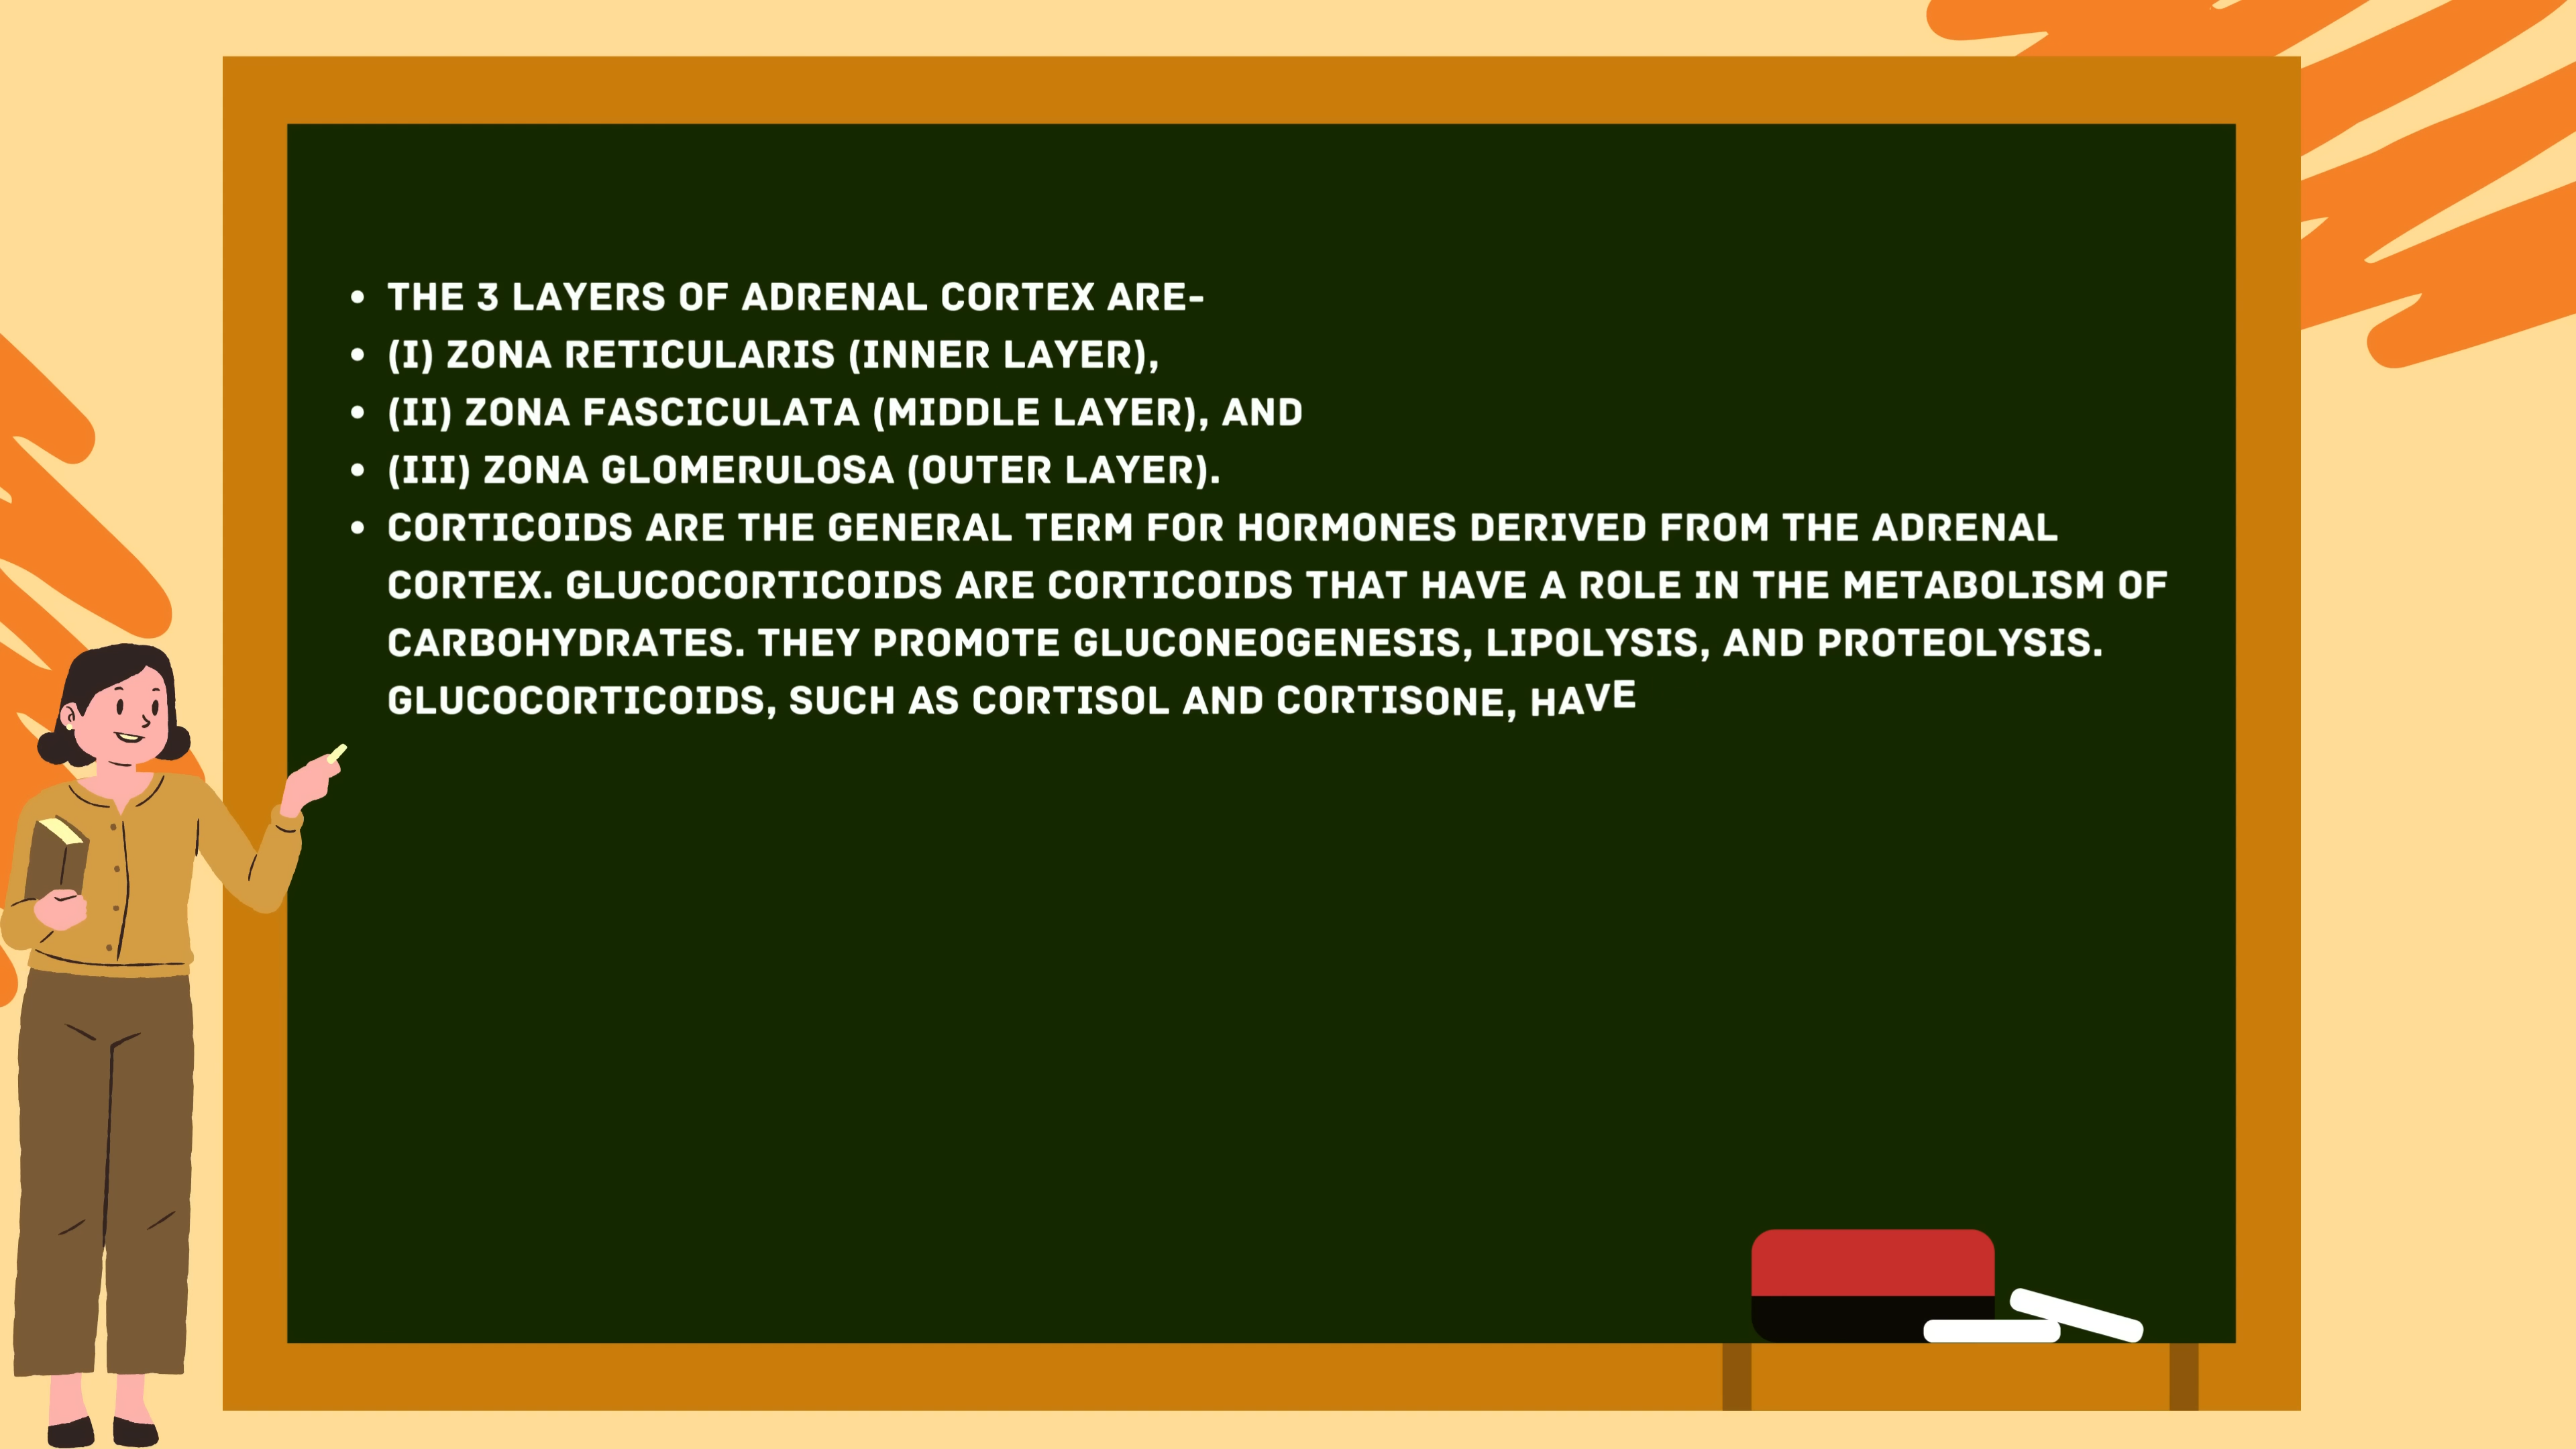 • THE 3 LAYERS OF ADRENAL CORTEX ARE-
• (I) ZONA RETICULARIS (INNER LAYER),
• (II) ZONA FASCICULATA (MIDDLE LAYER), AND
• (III) ZONA GLOMERULOSA (OUTER LAYER).
• CORTICOIDS ARE THE GENERAL TERM FOR HORMONES DERIVED FROM THE ADRENAL
CORTEX. GLUCOCORTICOIDS ARE CORTICOIDS THAT HAVE A ROLE IN THE METABOLISM OF
CARBOHYDRATES. THEY PROMOTE GLUCONEOGENESIS, LIPOLYSIS, AND PROTEOLYSIS.
GLUCOCORTICOIDS, SUCH AS CORTISOL AND CORTISONE, HAVE